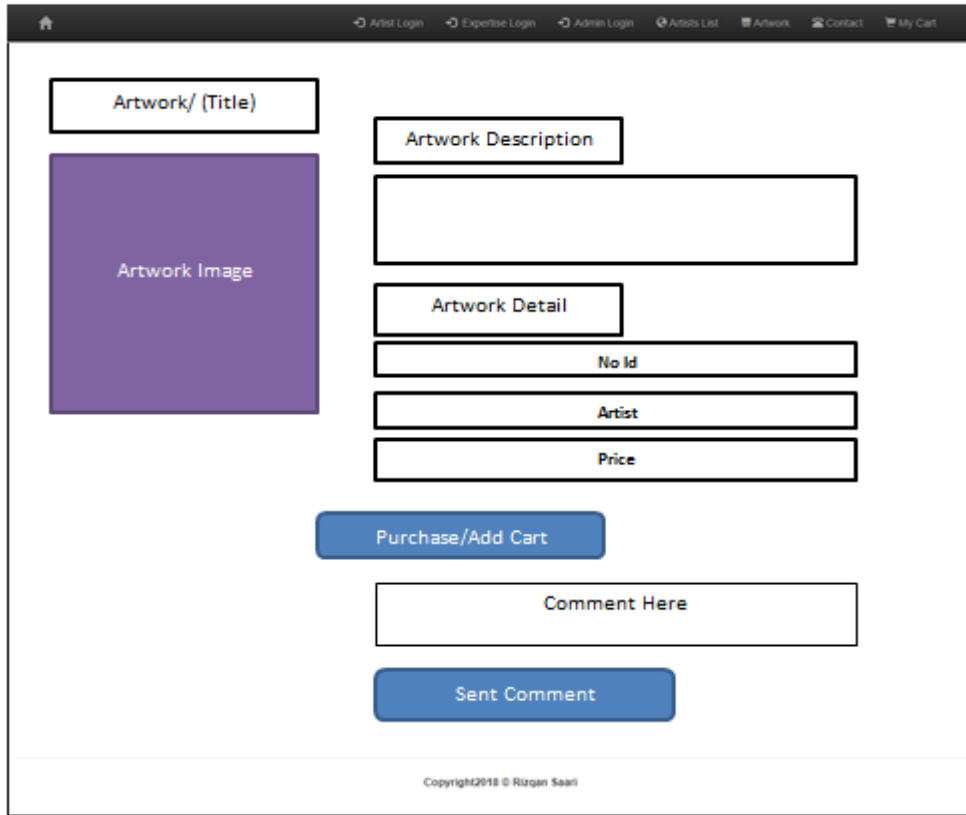 Artist Login Expertise Login Admin Login Artists List Artwork Contact My Cart
Artwork/ (Title)
Artwork Image
Artwork Description
Artwork Detail
No Id
Artist
Price
Purchase/Add Cart
Comment Here
Sent Comment
Copyright2018 © Rizqan Saari